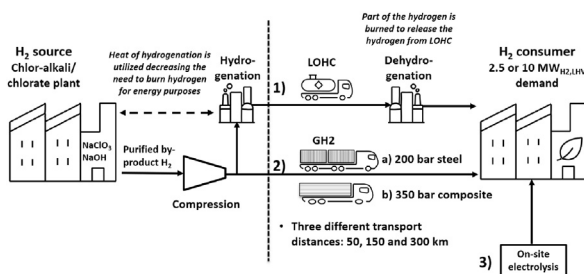 H2 source
Chlor-alkali/
chlorate plant
NaClO3
NaOH
Heat of hydrogenation is
utilized decreasing the
need to burn hydrogen
for energy purposes
Hydro-
genation
Purified by-
product H2
Compression
Part of the hydrogen is
burned to release the
hydrogen from LOHC
1)
LOHC
Dehydro-
genation
2)
GH2
a) 200 bar steel
b) 350 bar composite
• Three different transport
distances: 50, 150 and 300 km
H2 consumer
2.5 or 10 MWH2,LHV
demand
3)
On-site
electrolysis